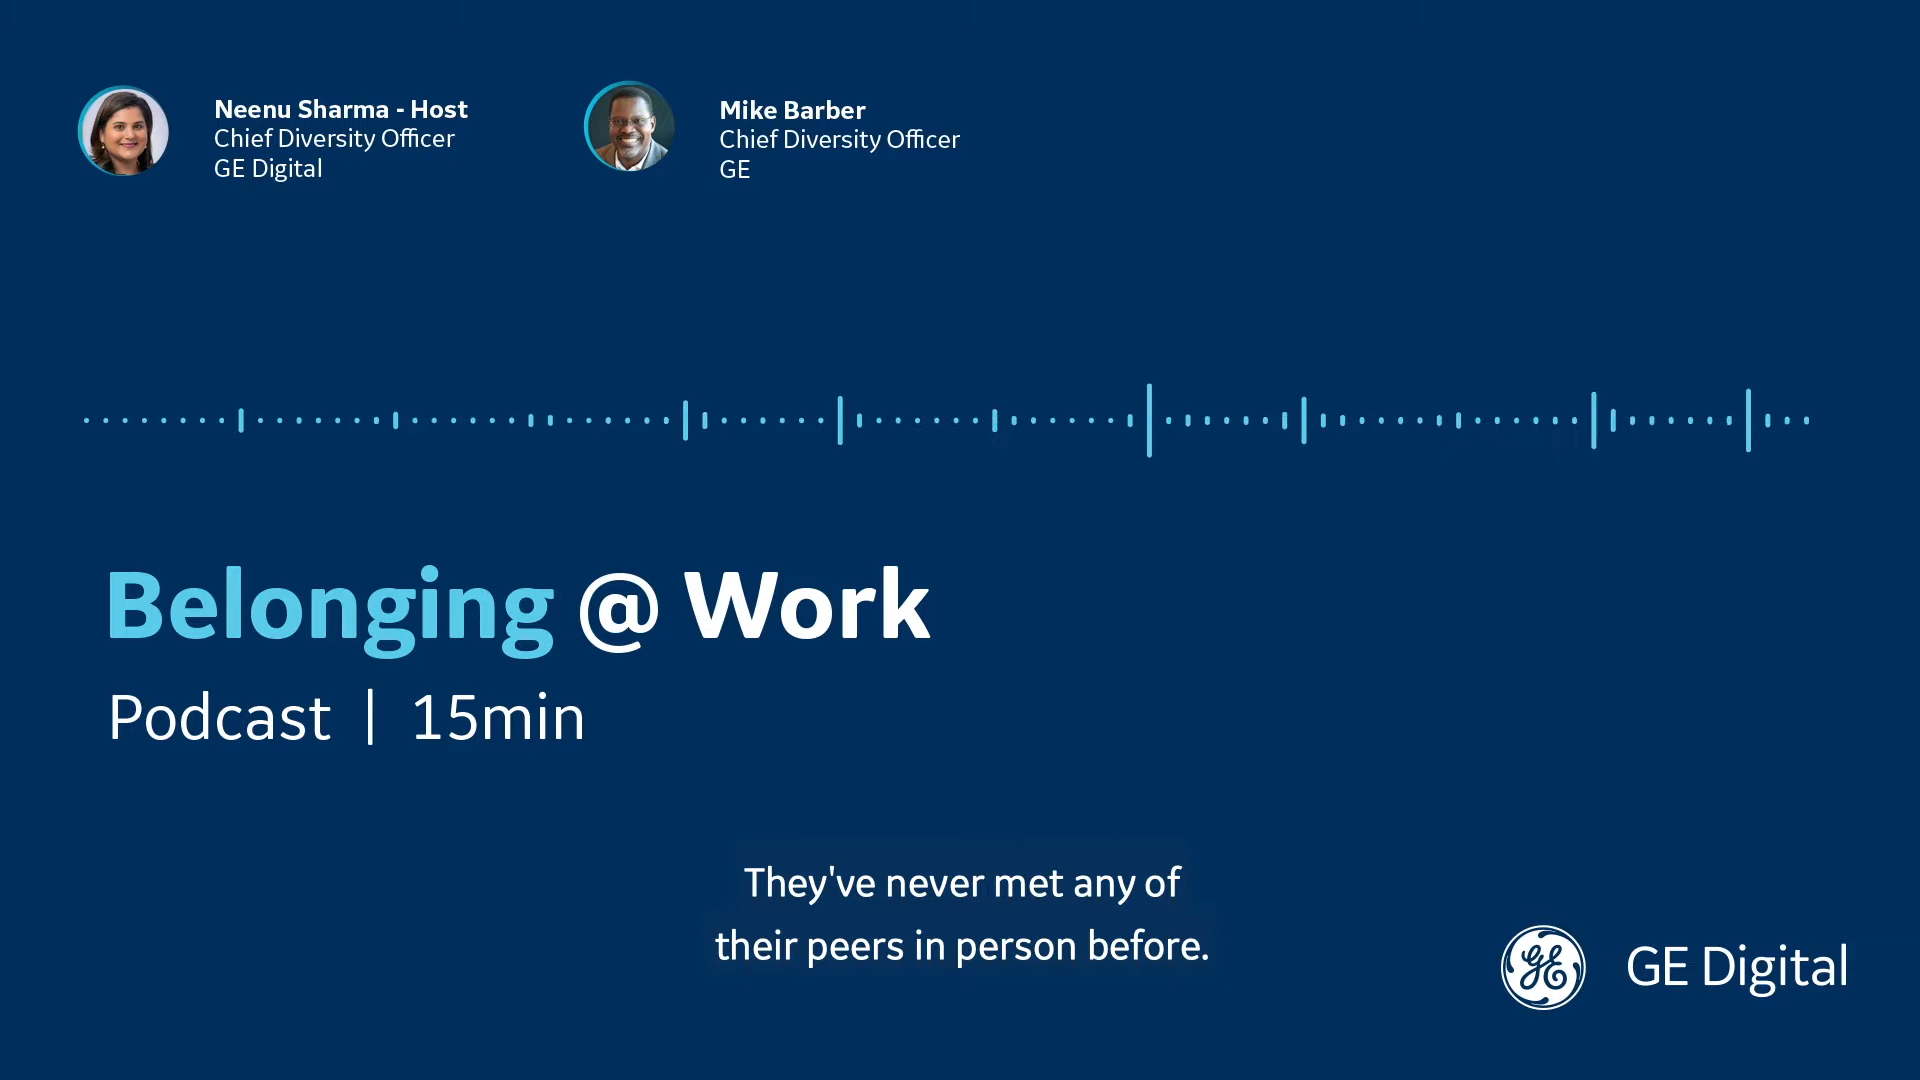 Neenu Sharma - Host
Chief Diversity Officer
GE Digital
Mike Barber
Chief Diversity Officer
GE
Belonging @ Work
Podcast | 15min
They've never met any of
their peers in person before.
GE GE Digital